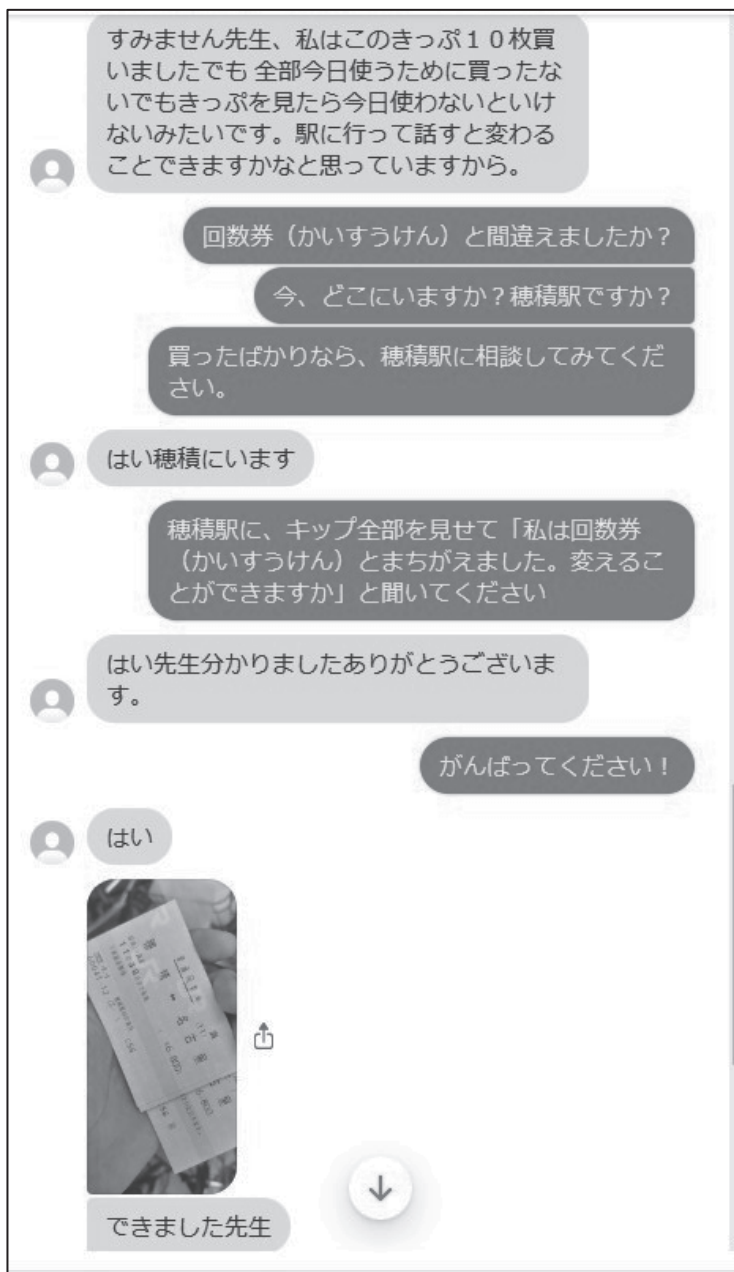 すみません先生、私はこのきっぷ１０枚買
いましたでも 全部今日使うために買ったな
いでもきっぷを見たら今日使わないといけ
ないみたいです。駅に行って話すと変わる
ことできますかなと思っていますから。
回数券（かいすうけん）と間違えましたか？
今、どこにいますか？穂積駅ですか？
買ったばかりなら、穂積駅に相談してみてくだ
さい。
はい穂積にいます
穂積駅に、キップ全部を見せて「私は回数券
（かいすうけん）とまちがえました。変えるこ
とができますか」と聞いてください
はい先生分かりましたありがとうございま
す。
がんばってください！
はい
穂積
名古屋
できました先生